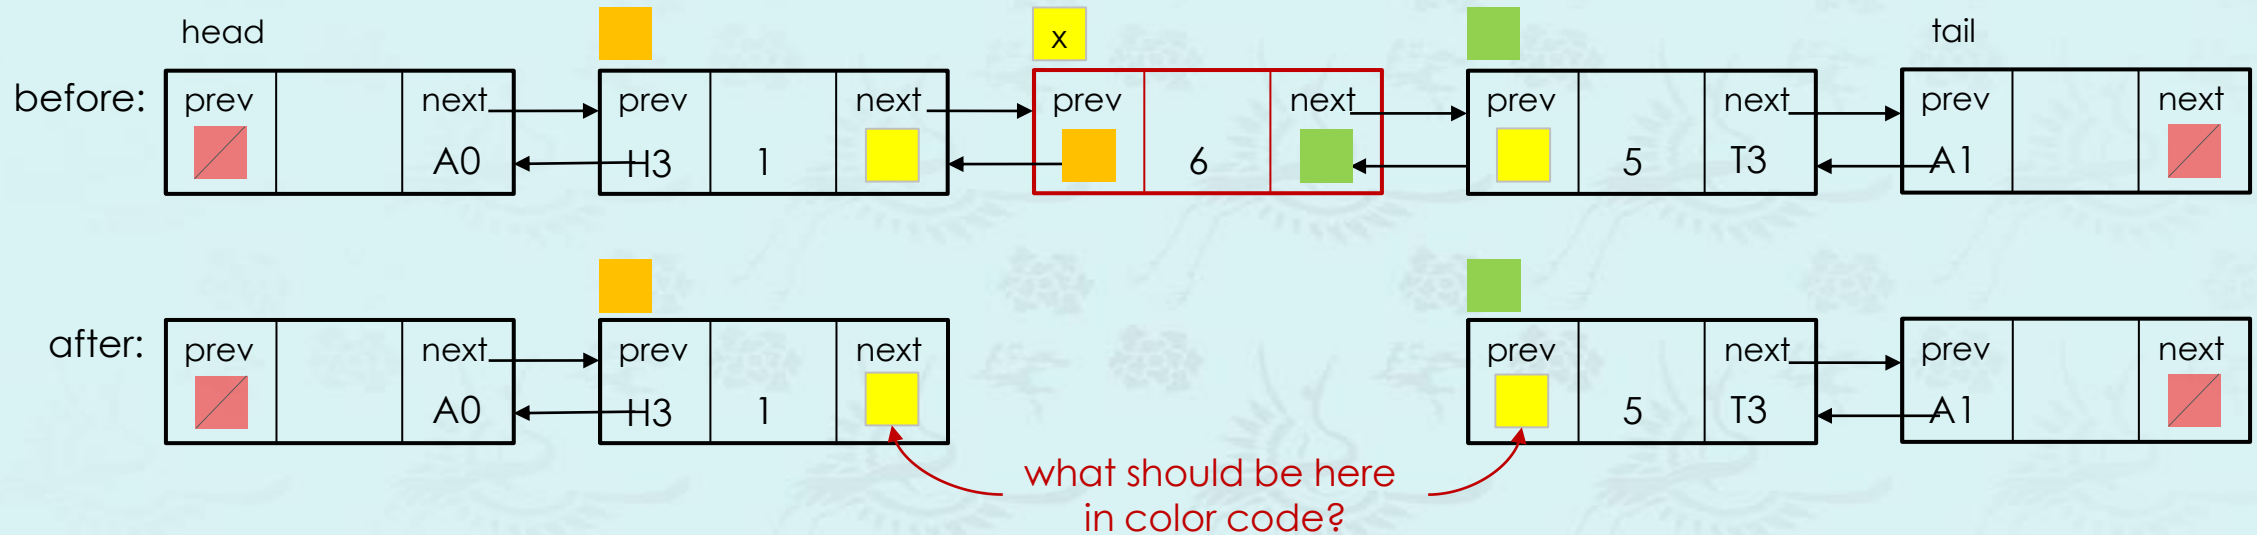 head x tail
before: prev next prev next prev next prev next prev next
A0 H3 1 6 5 T3 A1
after: prev next prev next prev next prev next
A0 H3 1 5 T3 A1
what should be here
in color code?